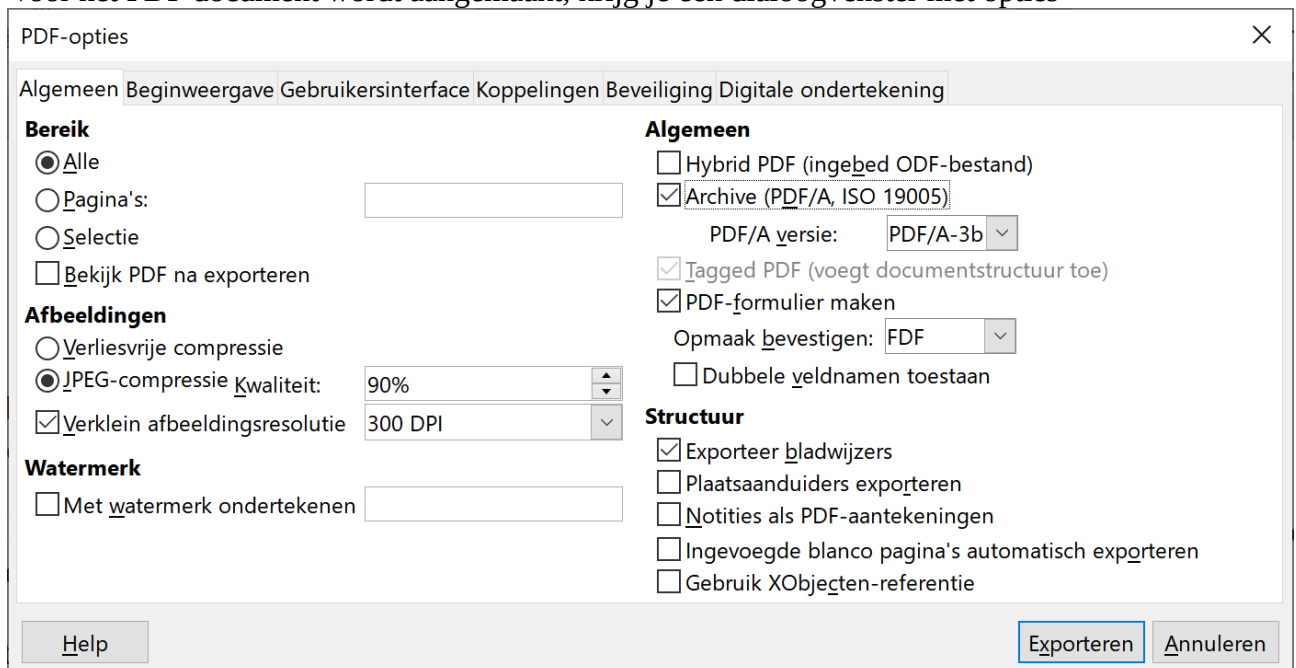 Voor het PDF-document wordt aangemaakt, krijg je een dialoogvenster met opties
PDF-opties
Algemeen Beginweergave Gebruikersinterface Koppelingen Beveiliging Digitale ondertekening
Bereik
Alle
Pagina's:
Selectie
Bekijk PDF na exporteren
Afbeeldingen
Verliesvrije compressie
JPEG-compressie Kwaliteit: 90%
Verklein afbeeldingsresolutie 300 DPI
Watermerk
Met watermerk ondertekenen
Algemeen
Hybrid PDF (ingebed ODF-bestand)
Archive (PDF/A, ISO 19005)
PDF/A versie: PDF/A-3b
Tagged PDF (voegt documentstructuur toe)
PDF-formulier maken
Opmaak bevestigen: FDF
Dubbele veldnamen toestaan
Structuur
Exporteer bladwijzers
Plaatsaanduiders exporteren
Notities als PDF-aantekeningen
Ingevoegde blanco pagina's automatisch exporteren
Gebruik XObjecten-referentie
Help
Exporteren Annuleren